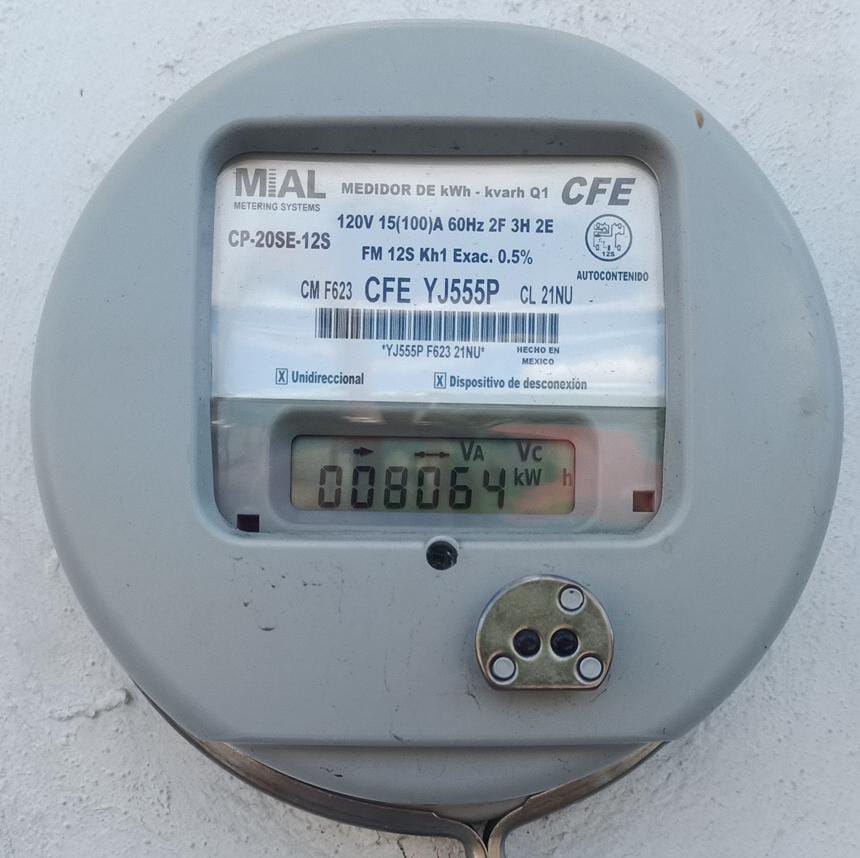 MIAL
METERING SYSTEMS
MEDIDOR DE kWh - kvarh Q1
CFE
120V 15(100)A 60Hz 2F 3H 2E
CP-20SE-12S
FM 12S Kh1 Exac. 0.5%
12S
AUTOCONTENIDO
CM F623 CFE YJ555P CL 21NU
*YJ555P F623 21NU*
HECHO EN
MEXICO
X Unidireccional
X Dispositivo de desconexión
VA VC
008064 kW h